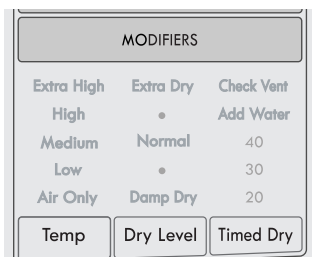 MODIFIERS
Extra High Extra Dry Check Vent
High • Add Water
Medium Normal 40
Low • 30
Air Only Damp Dry 20
Temp Dry Level Timed Dry